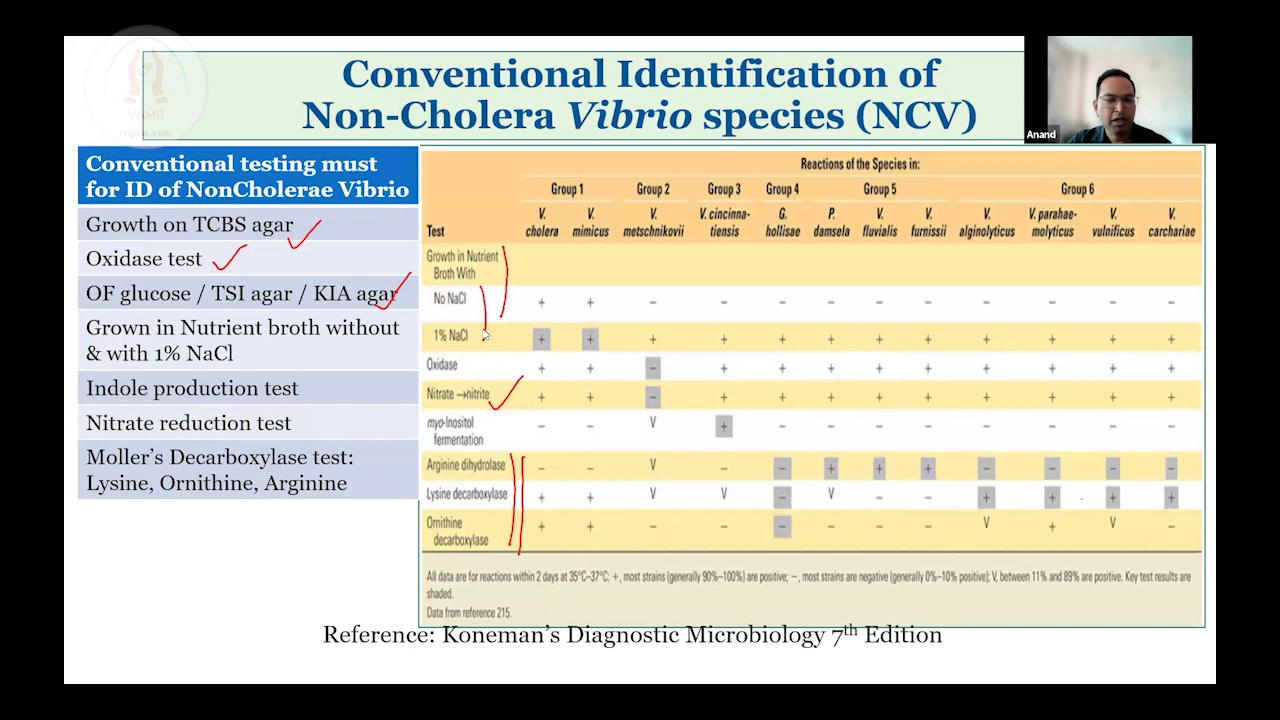 Conventional Identification of
Non-Cholera Vibrio species (NCV)
VAMR
Anand
Conventional testing must
for ID of NonCholerae Vibrio
Growth on TCBS agar
Oxidase test
OF glucose / TSI agar / KIA agar
Grown in Nutrient broth without
& with 1% NaCl
Indole production test
Nitrate reduction test
Moller's Decarboxylase test:
Lysine, Ornithine, Arginine
Reactions of the Species in:
Group 1 Group 2 Group 3 Group 4 Group 5 Group 6
Test V. cholera V. mimicus V. metschnikovii V. cincinna-tiensis G. hollisae P. damsela V. fluvialis V. furnissii V. alginolyticus V. parahae-molyticus V. vulnificus V. carchariae
Growth in Nutrient
Broth With
No NaCl + + − − − − − − − − − −
1% NaCl + + + + + + + + + + + +
Oxidase + + − + + + + + + + + +
Nitrate →nitrite + + − + + + + + + + + +
myo-Inositol
fermentation − − V + − − − − − − − −
Arginine dihydrolase − − V − − + + + − − − −
Lysine decarboxylase + + V V − V − − + + + +
Ornithine
decarboxylase + + − − − − − − V + V −
All data are for reactions within 2 days at 35°C–37°C: +, most strains (generally 90%–100%) are positive; −, most strains are negative (generally 0%–10% positive); V, between 11% and 89% are positive. Key test results are
shaded.
Data from reference 215.
Reference: Koneman's Diagnostic Microbiology 7th Edition